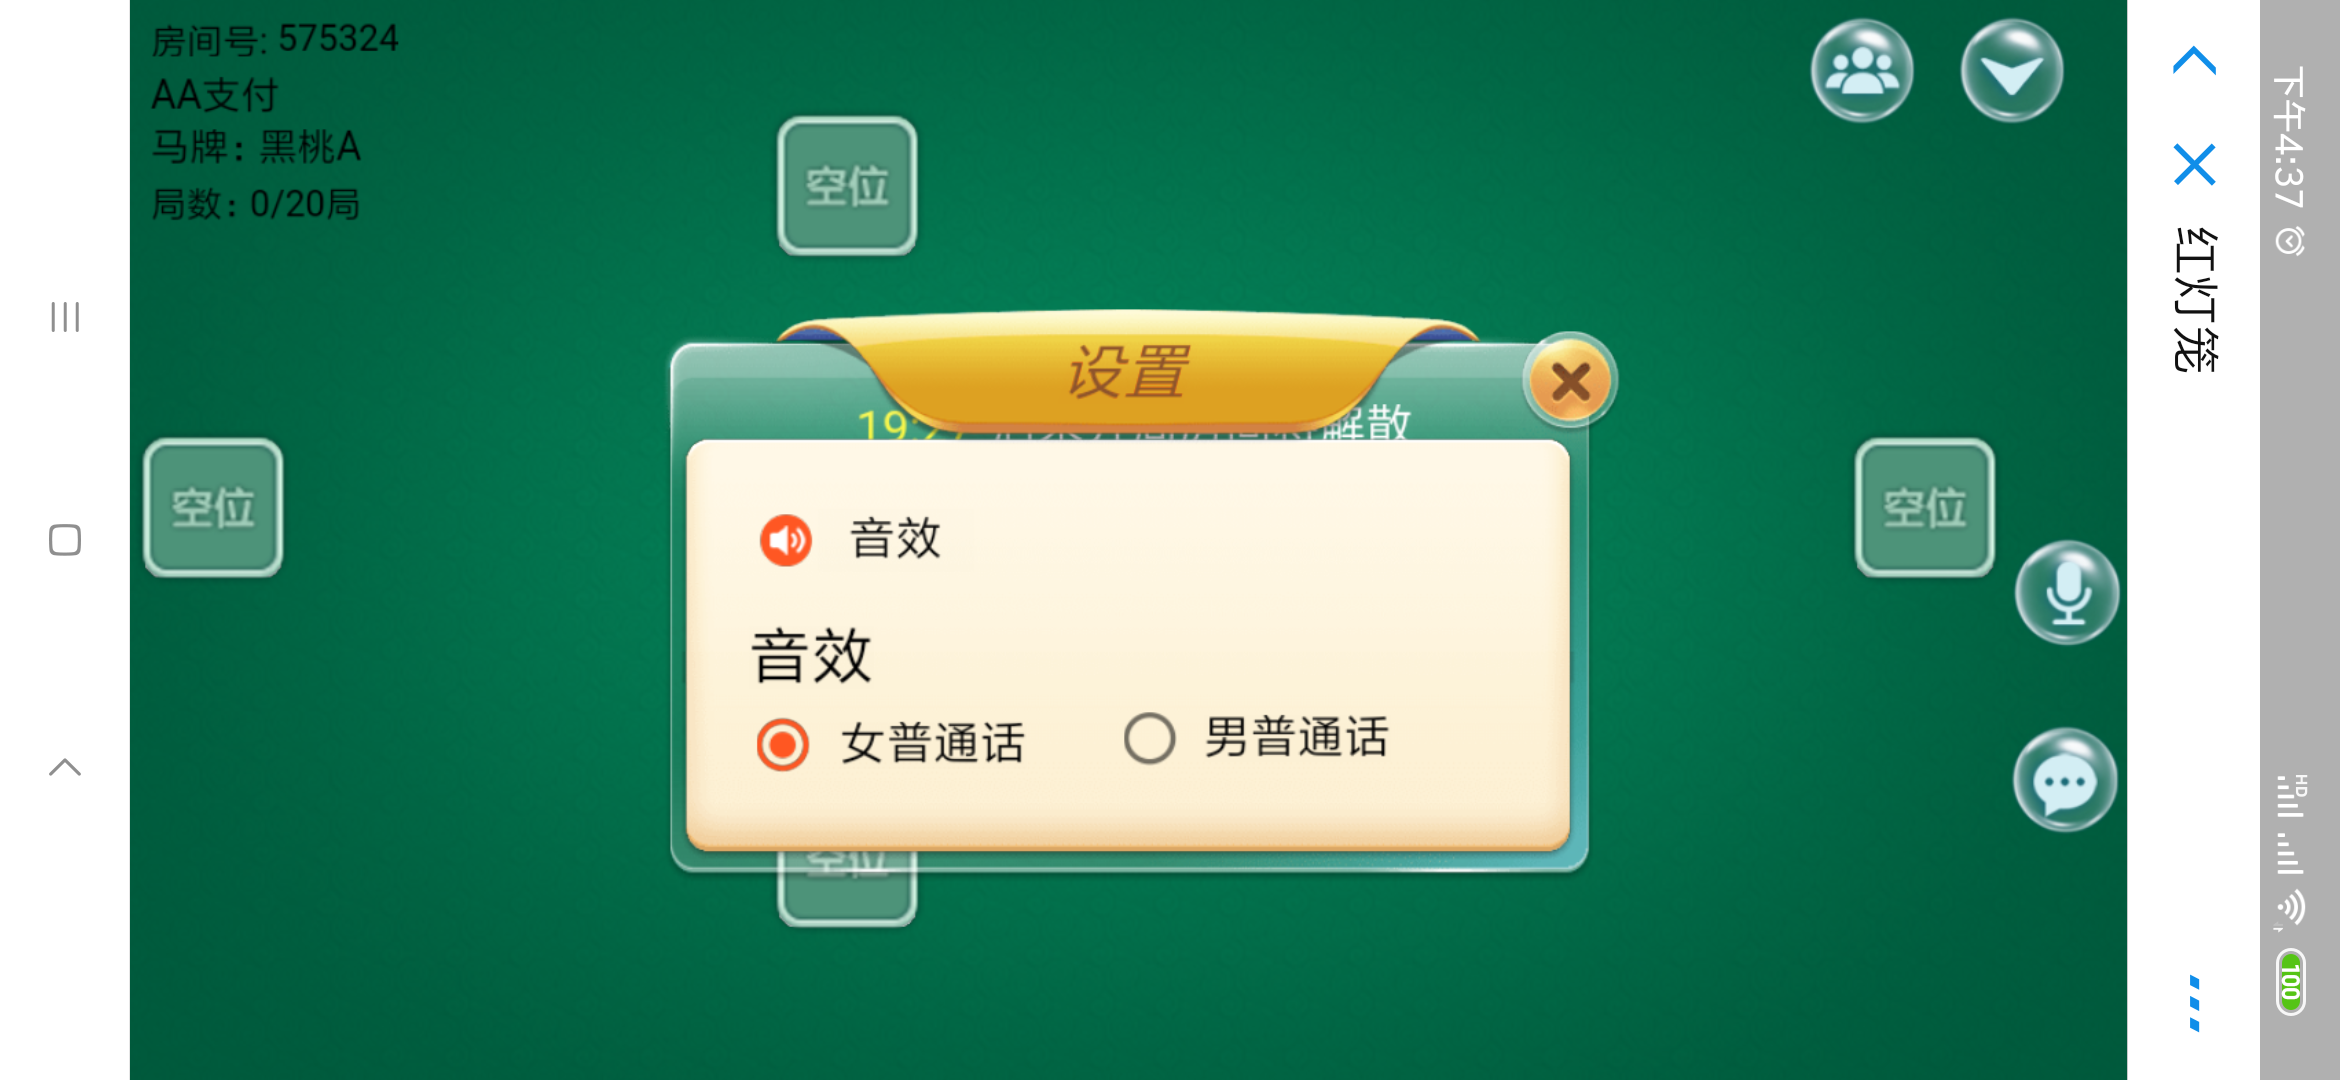 房间号: 575324
AA支付
马牌：黑桃A
局数：0/20局
空位
设置
解散
空位
空位
音效
音效
女普通话
男普通话
空位
红灯笼
下午4:37
HD
100